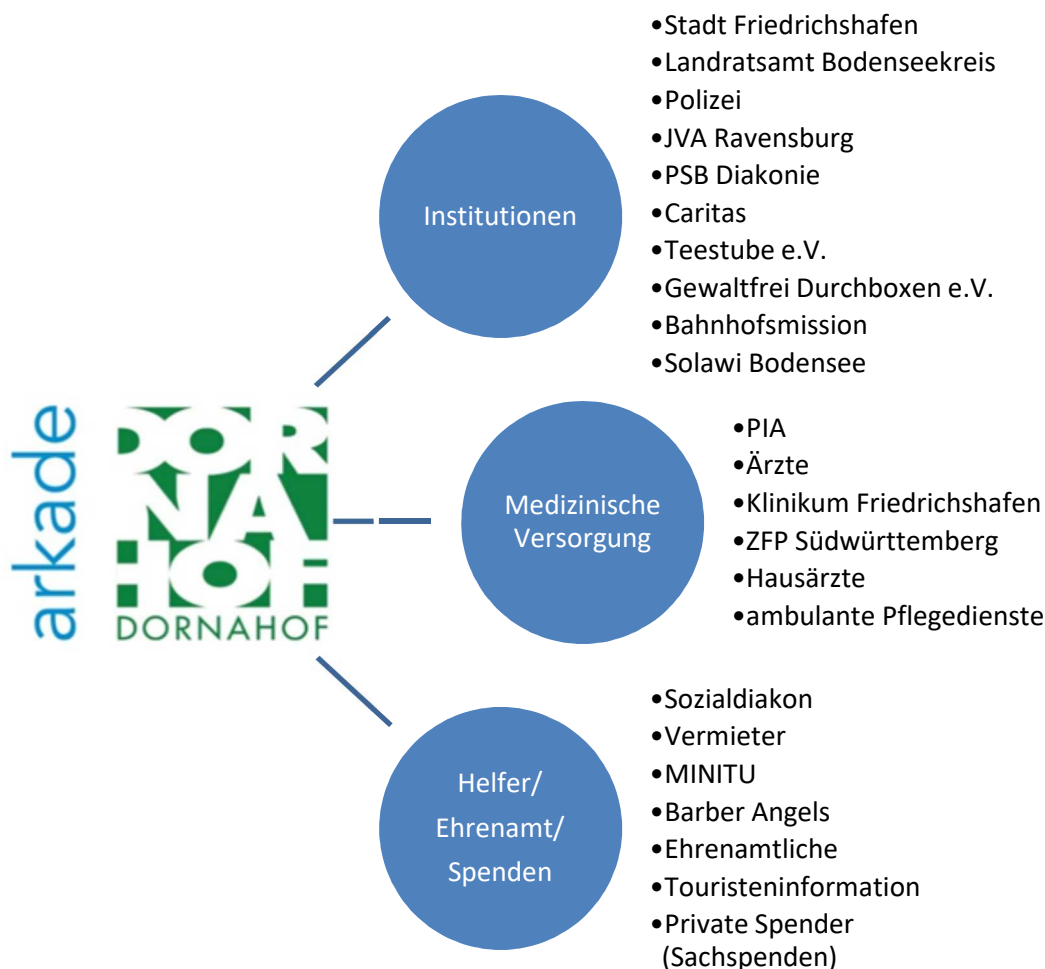 arkade
DOR
NA
HOF
DORNAHOF
Institutionen
•Stadt Friedrichshafen
•Landratsamt Bodenseekreis
•Polizei
•JVA Ravensburg
•PSB Diakonie
•Caritas
•Teestube e.V.
•Gewaltfrei Durchboxen e.V.
•Bahnhofsmission
•Solawi Bodensee
Medizinische
Versorgung
•PIA
•Ärzte
•Klinikum Friedrichshafen
•ZFP Südwürttemberg
•Hausärzte
•ambulante Pflegedienste
Helfer/
Ehrenamt/
Spenden
•Sozialdiakon
•Vermieter
•MINITU
•Barber Angels
•Ehrenamtliche
•Touristeninformation
•Private Spender
(Sachspenden)